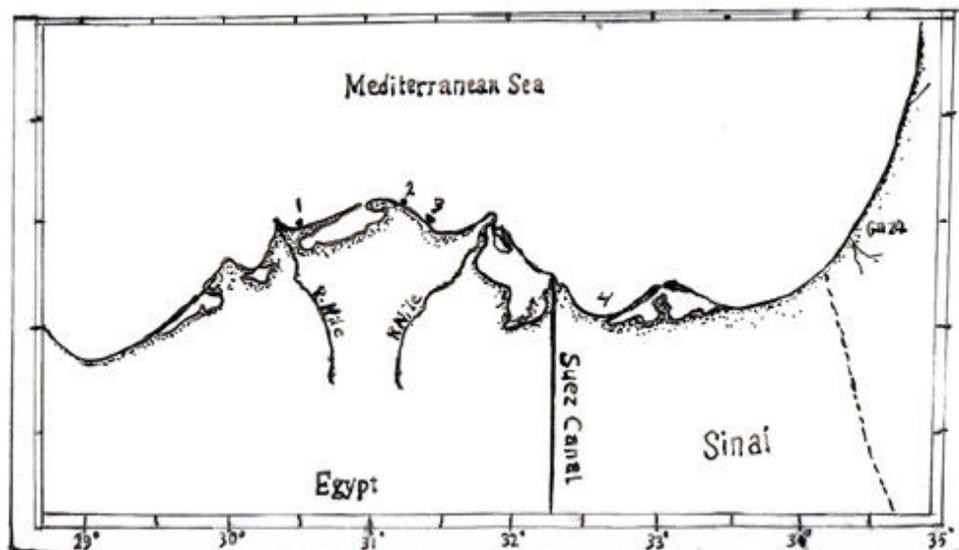 Mediterranean Sea
1
2
3
Gaza
4
R.Nile
R.Nile
Suez Canal
Sinai
Egypt
29°
30°
31°
32°
33°
34°
35°